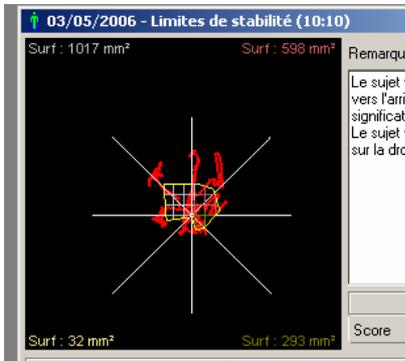 03/05/2006 - Limites de stabilité (10:10)
Surf : 1017 mm²
Surf : 598 mm²
Remarqu
Le sujet
vers l'arri
significat
Le sujet
sur la dro
Surf : 32 mm²
Surf : 293 mm²
Score